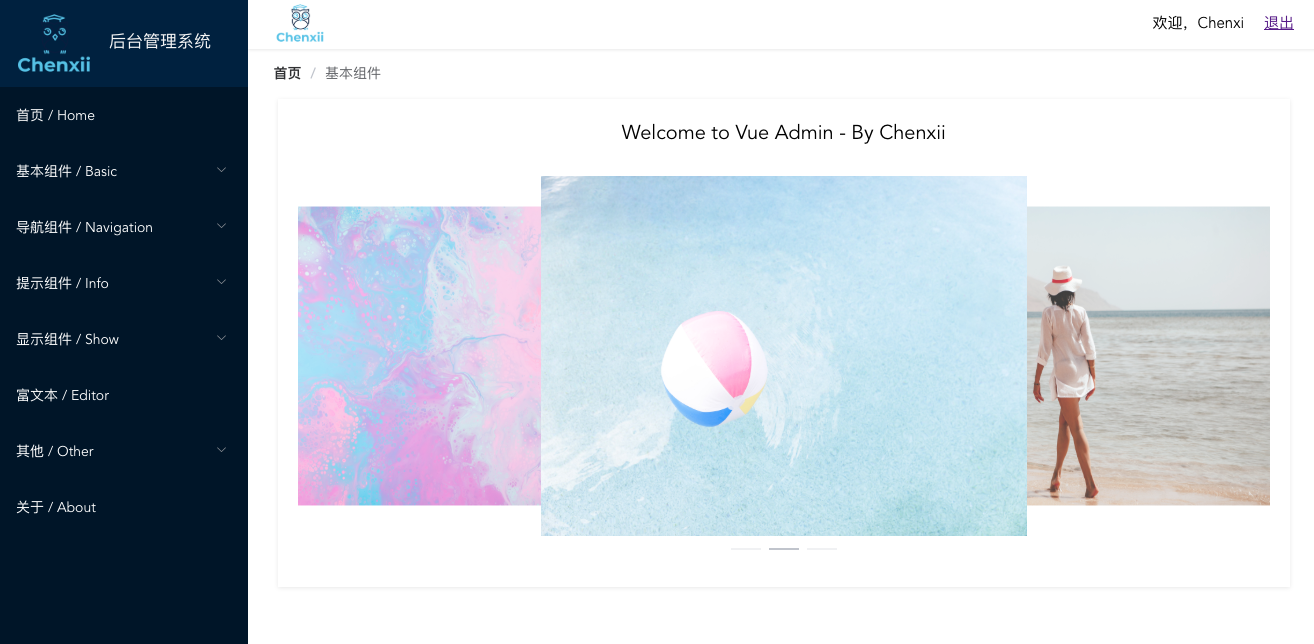 Chenxii
后台管理系统
首页 / Home
基本组件 / Basic
导航组件 / Navigation
提示组件 / Info
显示组件 / Show
富文本 / Editor
其他 / Other
关于 / About
Chenxii
欢迎，Chenxi
退出
首页 / 基本组件
Welcome to Vue Admin - By Chenxii